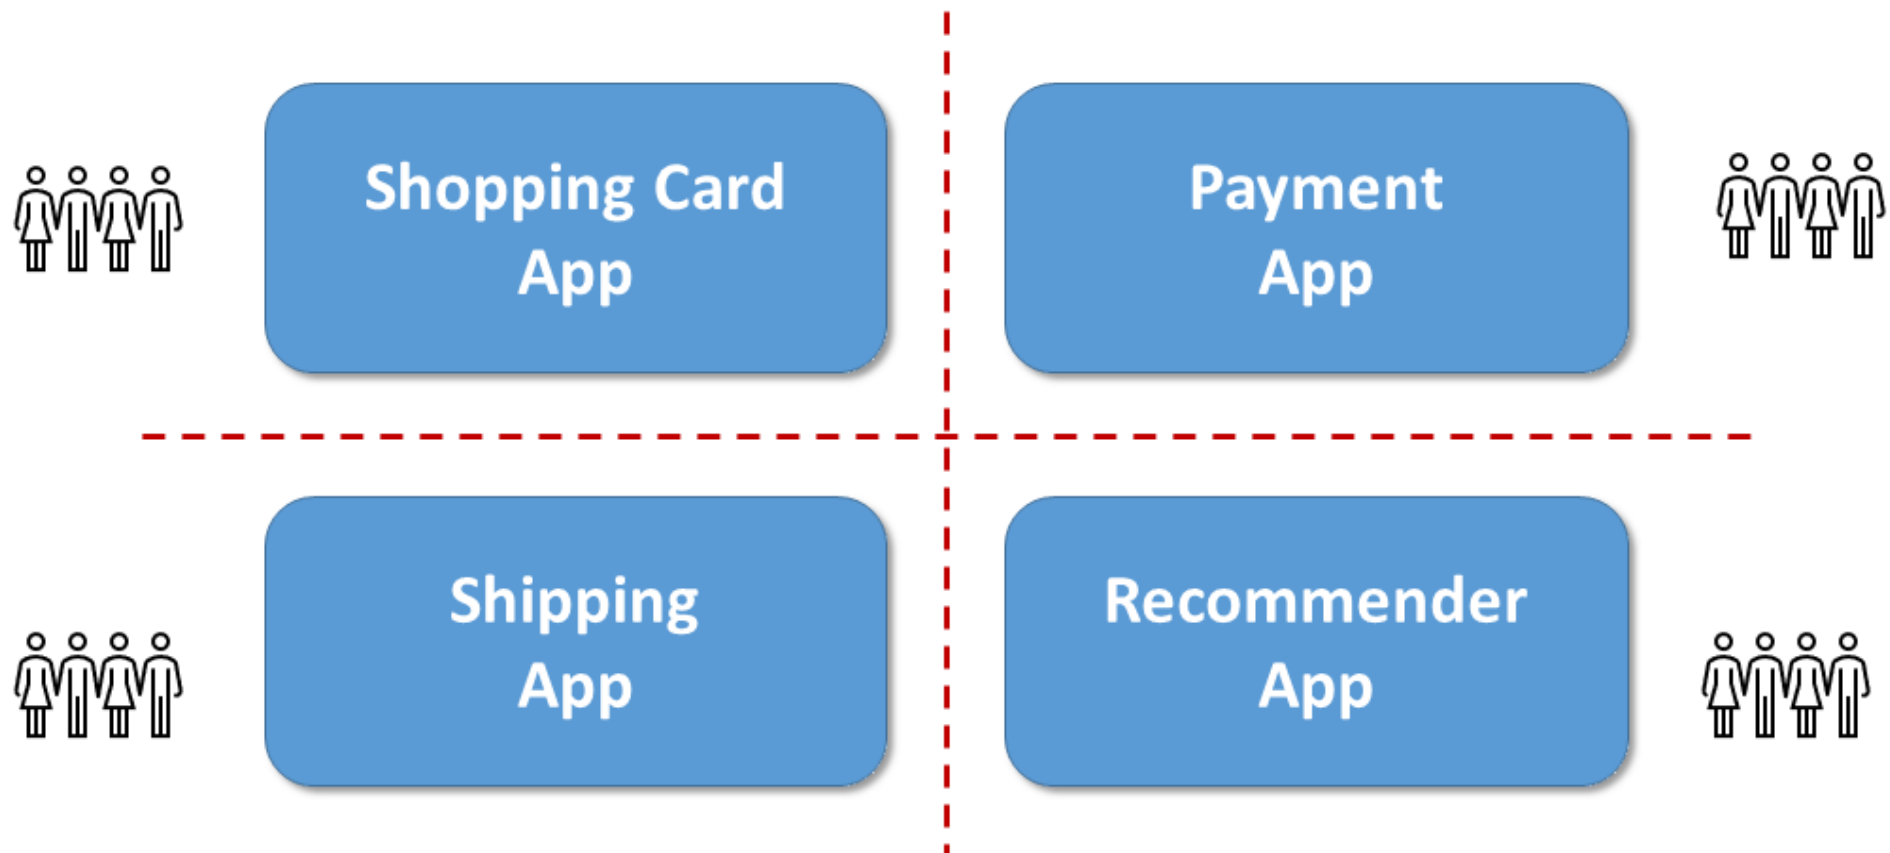 Shopping Card
App
Payment
App
Shipping
App
Recommender
App